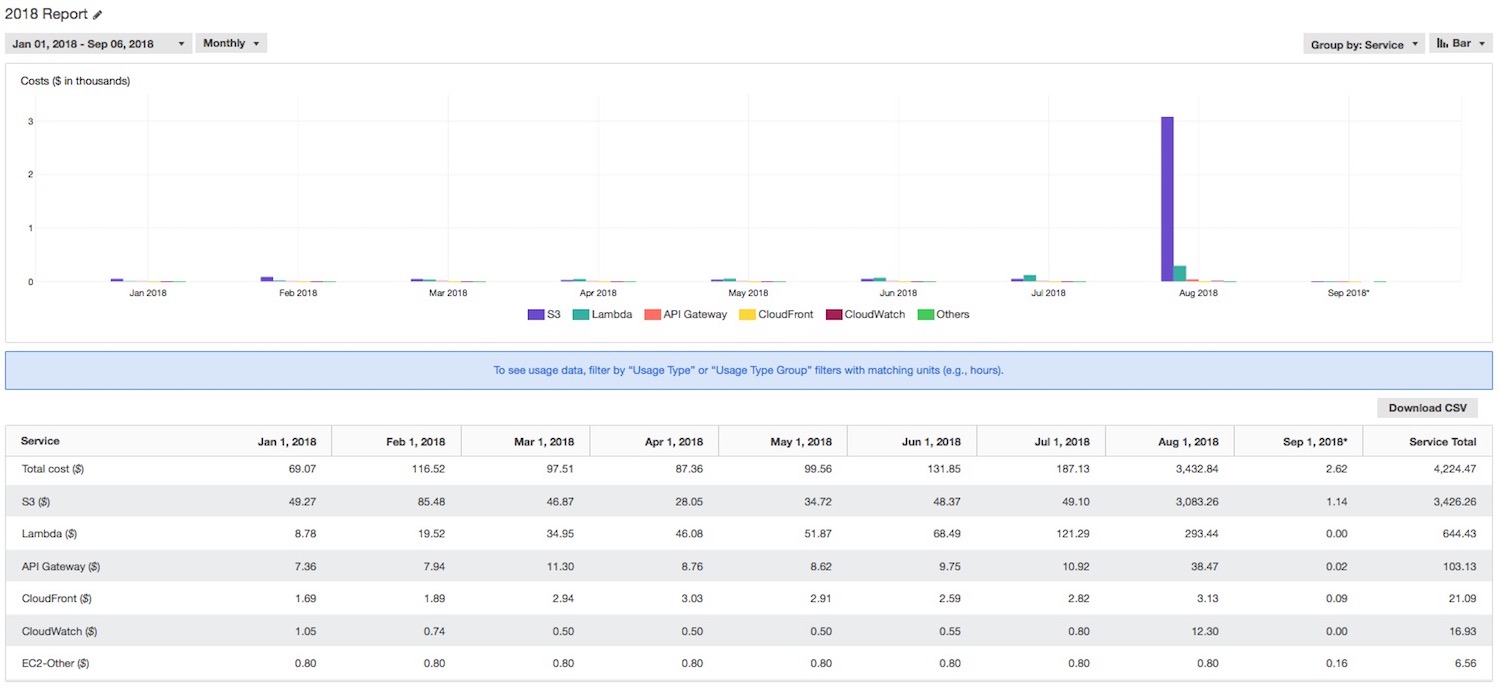 2018 Report
Jan 01, 2018 - Sep 06, 2018 Monthly Group by: Service Bar
Costs ($ in thousands)
3
2
1
0
Jan 2018 Feb 2018 Mar 2018 Apr 2018 May 2018 Jun 2018 Jul 2018 Aug 2018 Sep 2018*
S3 Lambda API Gateway CloudFront CloudWatch Others
To see usage data, filter by “Usage Type” or “Usage Type Group” filters with matching units (e.g., hours).
Download CSV
Service Jan 1, 2018 Feb 1, 2018 Mar 1, 2018 Apr 1, 2018 May 1, 2018 Jun 1, 2018 Jul 1, 2018 Aug 1, 2018 Sep 1, 2018* Service Total
Total cost ($) 69.07 116.52 97.51 87.36 99.56 131.85 187.13 3,432.84 2.62 4,224.47
S3 ($) 49.27 85.48 46.87 28.05 34.72 48.37 49.10 3,083.26 1.14 3,426.26
Lambda ($) 8.78 19.52 34.95 46.08 51.87 68.49 121.29 293.44 0.00 644.43
API Gateway ($) 7.36 7.94 11.30 8.76 8.62 9.75 10.92 38.47 0.02 103.13
CloudFront ($) 1.69 1.89 2.94 3.03 2.91 2.59 2.82 3.13 0.09 21.09
CloudWatch ($) 1.05 0.74 0.50 0.50 0.50 0.55 0.80 12.30 0.00 16.93
EC2-Other ($) 0.80 0.80 0.80 0.80 0.80 0.80 0.80 0.80 0.16 6.56